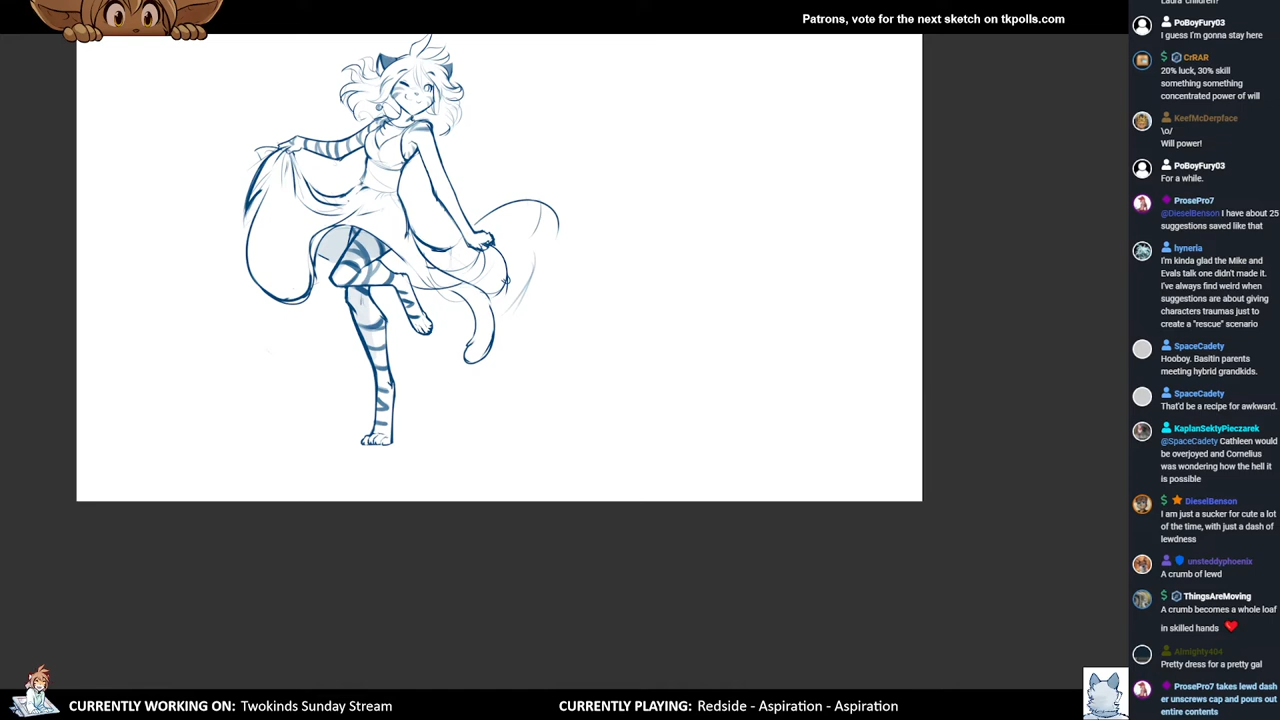 Patrons, vote for the next sketch on tkpolls.com
PoBoyFury03
I guess I'm gonna stay here
CrRAR
20% luck, 30% skill
something something
concentrated power of will
KeefMcDerpface
\o/
Will power!
PoBoyFury03
For a while.
ProsePro7
@DieselBenson I have about 25
suggestions saved like that
hyneria
I'm kinda glad the Mike and
Evals talk one didn't made it.
I've always find weird when
suggestions are about giving
characters traumas just to
create a "rescue" scenario
SpaceCadety
Hooboy. Basitin parents
meeting hybrid grandkids.
SpaceCadety
That'd be a recipe for awkward.
KaplanSektyPieczarek
@SpaceCadety Cathleen would
be overjoyed and Cornelius
was wondering how the hell it
is possible
DieselBenson
I am just a sucker for cute a lot
of the time, with just a dash of
lewdness
unsteddyphoenix
A crumb of lewd
ThingsAreMoving
A crumb becomes a whole loaf
in skilled hands
Almighty404
Pretty dress for a pretty gal
ProsePro7 takes lewd dash
er unscrews cap and pours out
entire contents
CURRENTLY WORKING ON: Twokinds Sunday Stream
CURRENTLY PLAYING: Redside - Aspiration - Aspiration